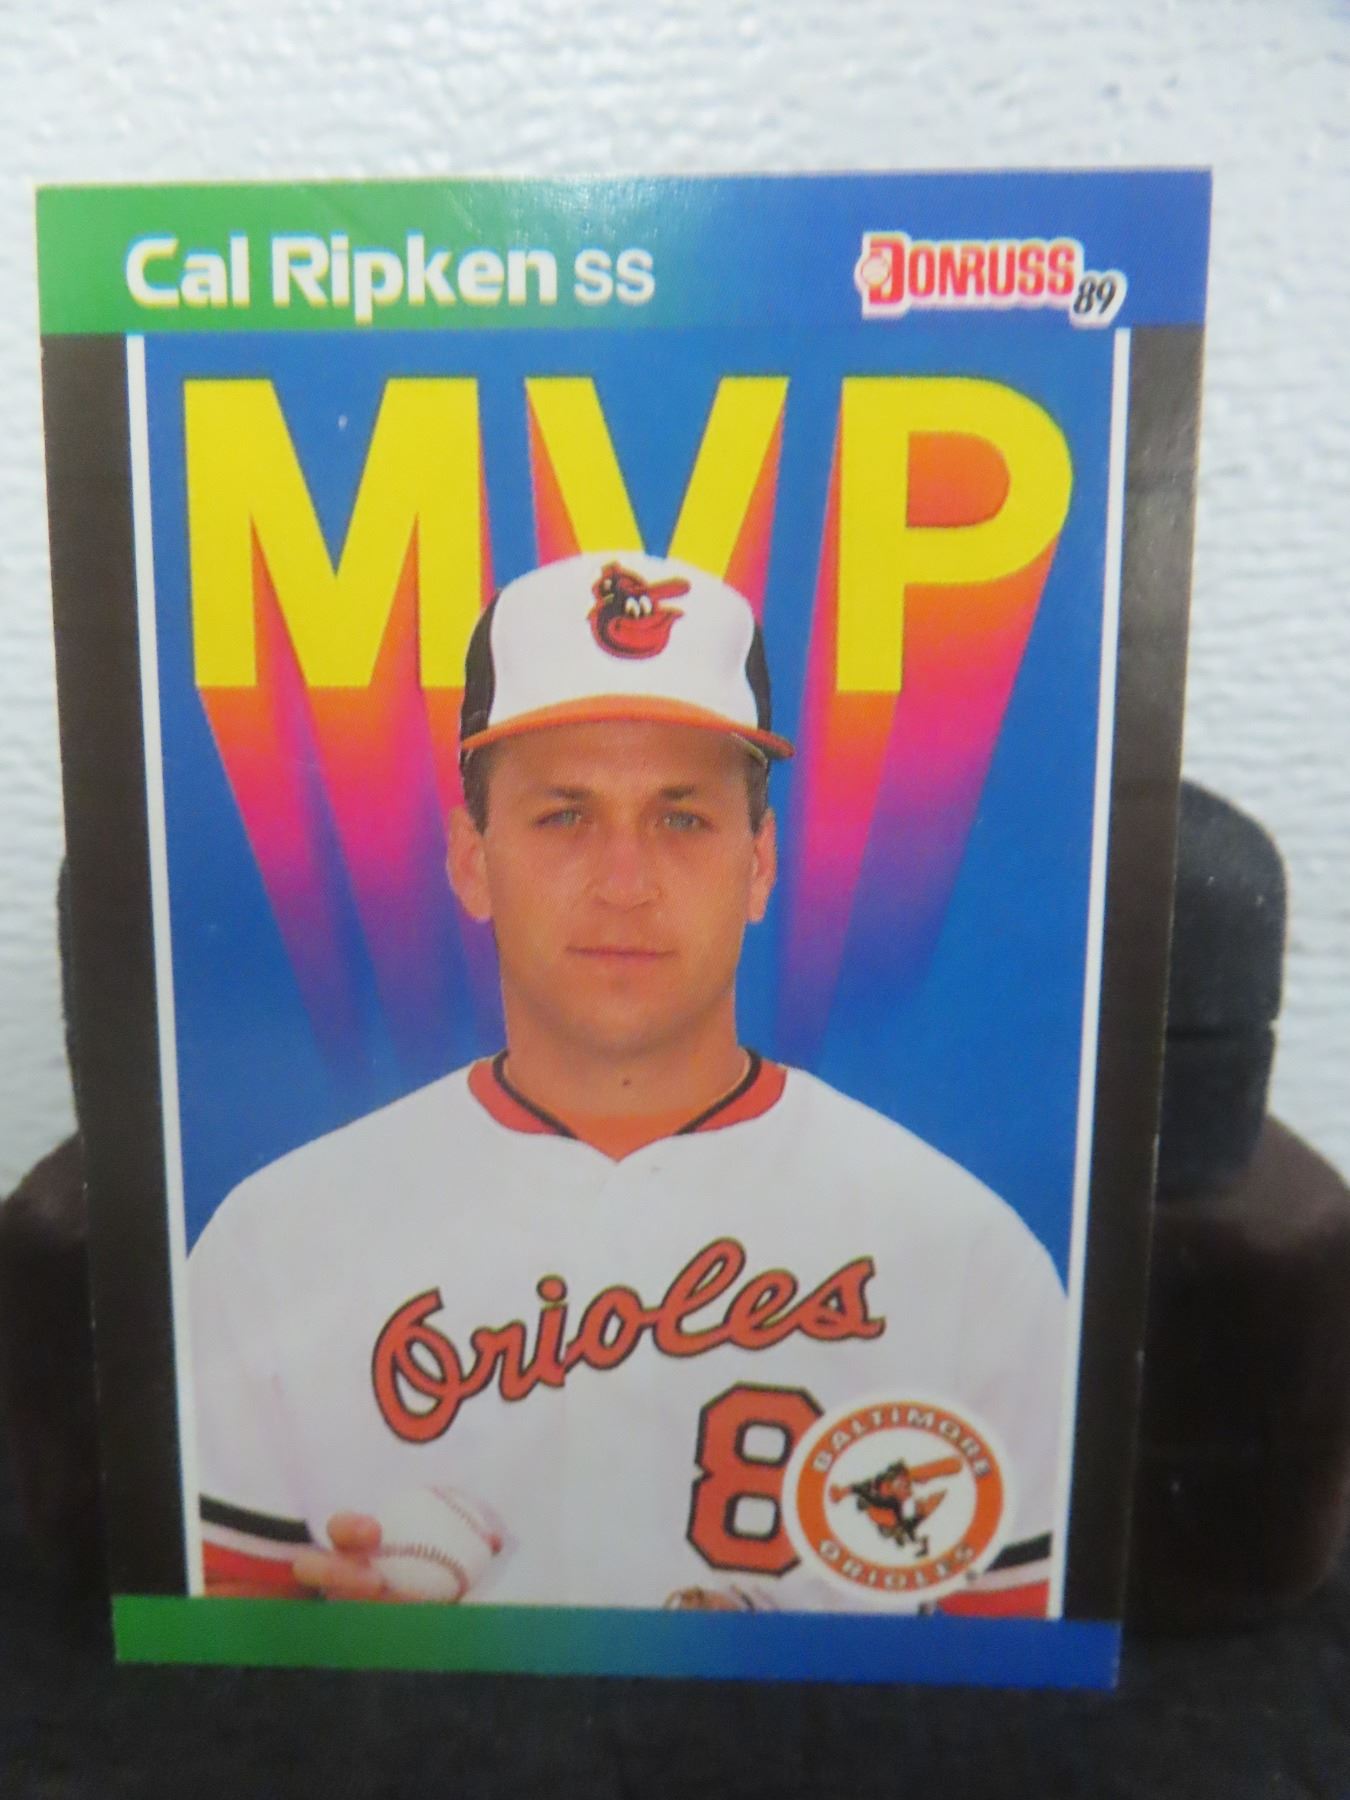 Cal Ripken SS
DONRUSS 89
MVP
Orioles
8
BALTIMORE
ORIOLES